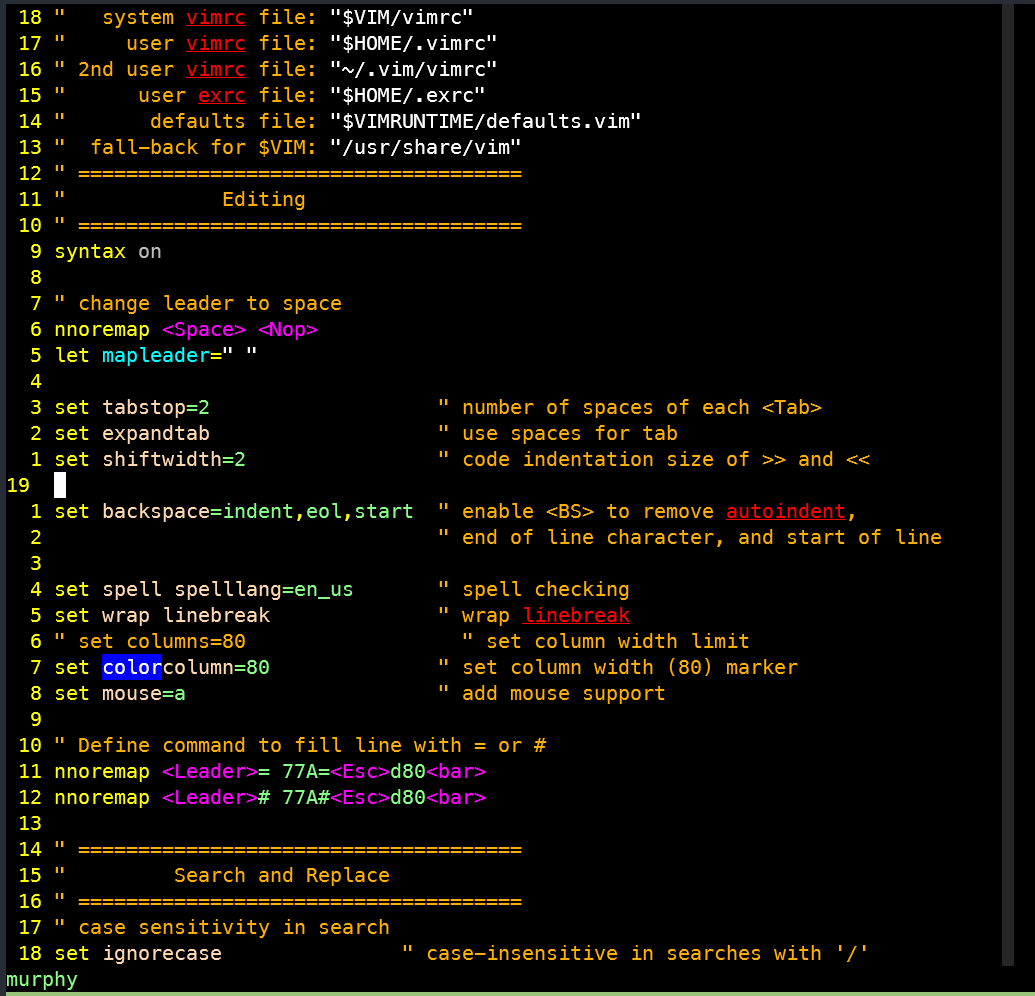 18 "   system vimrc file: "$VIM/vimrc"
17 "     user vimrc file: "$HOME/.vimrc"
16 " 2nd user vimrc file: "~/.vim/vimrc"
15 "      user exrc file: "$HOME/.exrc"
14 "       defaults file: "$VIMRUNTIME/defaults.vim"
13 "  fall-back for $VIM: "/usr/share/vim"
12 " =====================================
11 "             Editing
10 " =====================================
9 syntax on
8
7 " change leader to space
6 nnoremap <Space> <Nop>
5 let mapleader=" "
4
3 set tabstop=2                   " number of spaces of each <Tab>
2 set expandtab                   " use spaces for tab
1 set shiftwidth=2                " code indentation size of >> and <<
19
1 set backspace=indent,eol,start  " enable <BS> to remove autoindent,
2                                 " end of line character, and start of line
3
4 set spell spelllang=en_us       " spell checking
5 set wrap linebreak              " wrap linebreak
6 " set columns=80                  " set column width limit
7 set colorcolumn=80              " set column width (80) marker
8 set mouse=a                     " add mouse support
9
10 " Define command to fill line with = or #
11 nnoremap <Leader>= 77A=<Esc>d80<bar>
12 nnoremap <Leader># 77A#<Esc>d80<bar>
13
14 " =====================================
15 "         Search and Replace
16 " =====================================
17 " case sensitivity in search
18 set ignorecase               " case-insensitive in searches with '/'
murphy